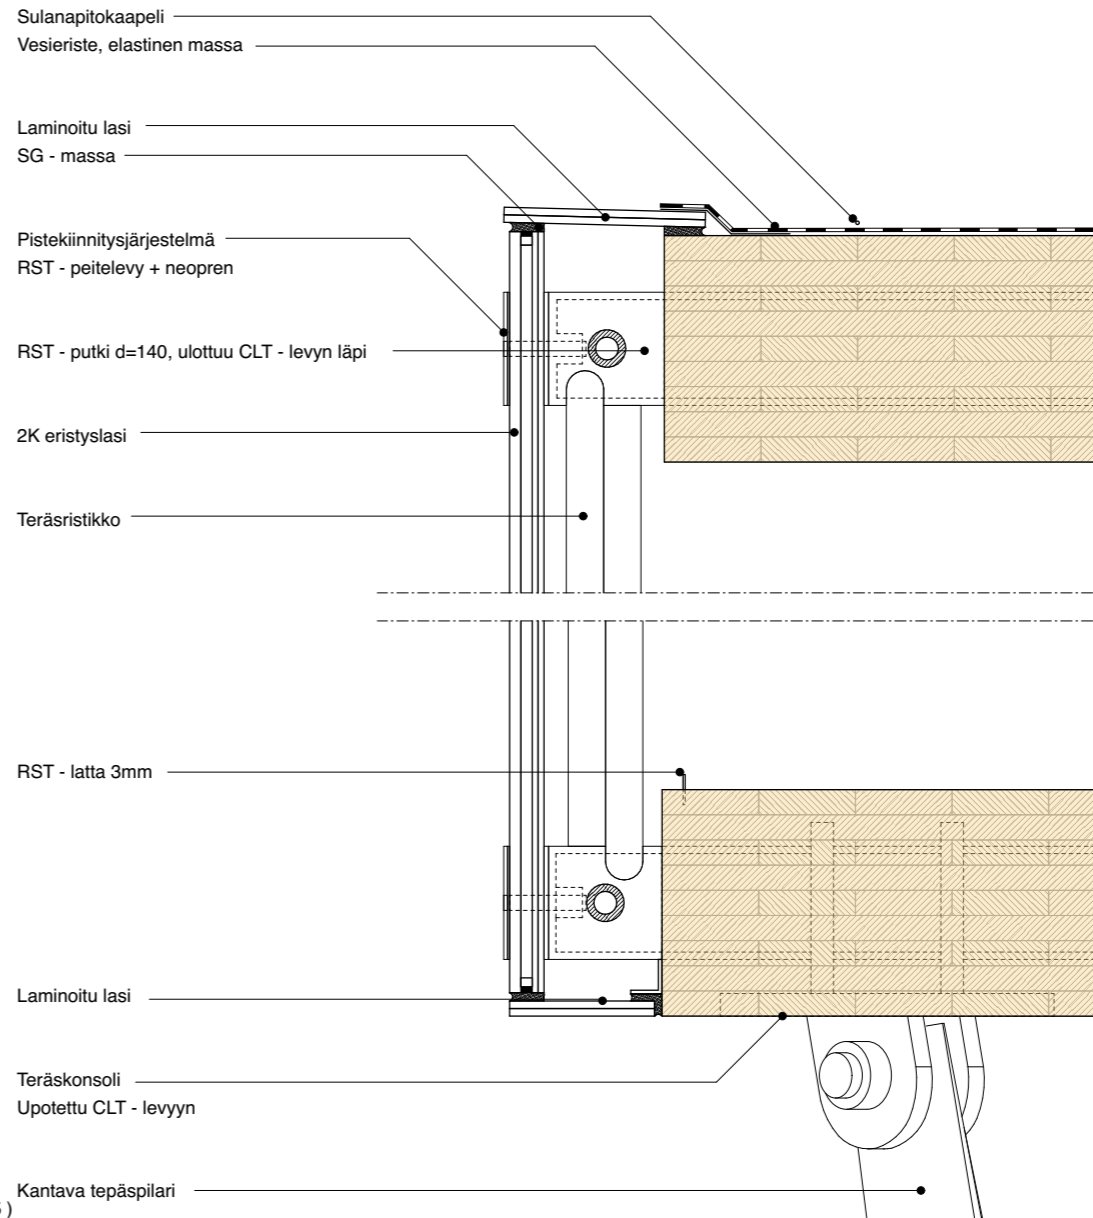 Sulanapitokaapeli
Vesieriste, elastinen massa
Laminoitu lasi
SG - massa
Pistekiinnitysjärjestelmä
RST - peitelevy + neopren
RST - putki d=140, ulottuu CLT - levyn läpi
2K eristyslasi
Teräsristikko
RST - latta 3mm
Laminoitu lasi
Teräskonsoli
Upotettu CLT - levyyn
Kantava tepäspilari
)